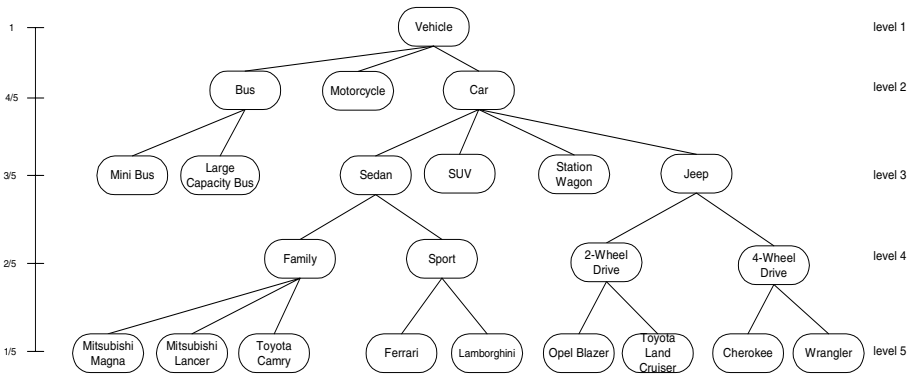 1
Vehicle
level 1
4/5
Bus
Motorcycle
Car
level 2
3/5
Mini Bus
Large
Capacity Bus
Sedan
SUV
Station
Wagon
Jeep
level 3
2/5
Family
Sport
2-Wheel
Drive
4-Wheel
Drive
level 4
1/5
Mitsubishi
Magna
Mitsubishi
Lancer
Toyota
Camry
Ferrari
Lamborghini
Opel Blazer
Toyota
Land
Cruiser
Cherokee
Wrangler
level 5